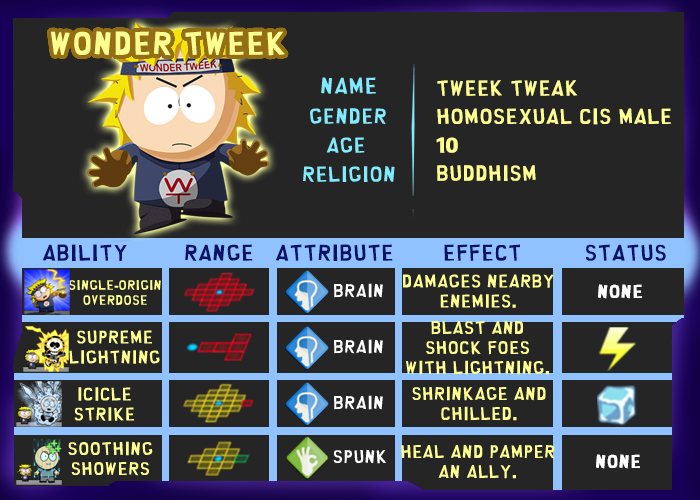 WONDER TWEEK
WONDER TWEEK
W
T
NAME TWEEK TWEAK
GENDER HOMOSEXUAL CIS MALE
AGE 10
RELIGION BUDDHISM
ABILITY RANGE ATTRIBUTE EFFECT STATUS
SINGLE-ORIGIN
OVERDOSE
BRAIN
DAMAGES NEARBY
ENEMIES.
NONE
SUPREME
LIGHTNING
BRAIN
BLAST AND
SHOCK FOES
WITH LIGHTNING.
ICICLE
STRIKE
BRAIN
SHRINKAGE AND
CHILLED.
SOOTHING
SHOWERS
SPUNK
HEAL AND PAMPER
AN ALLY.
NONE